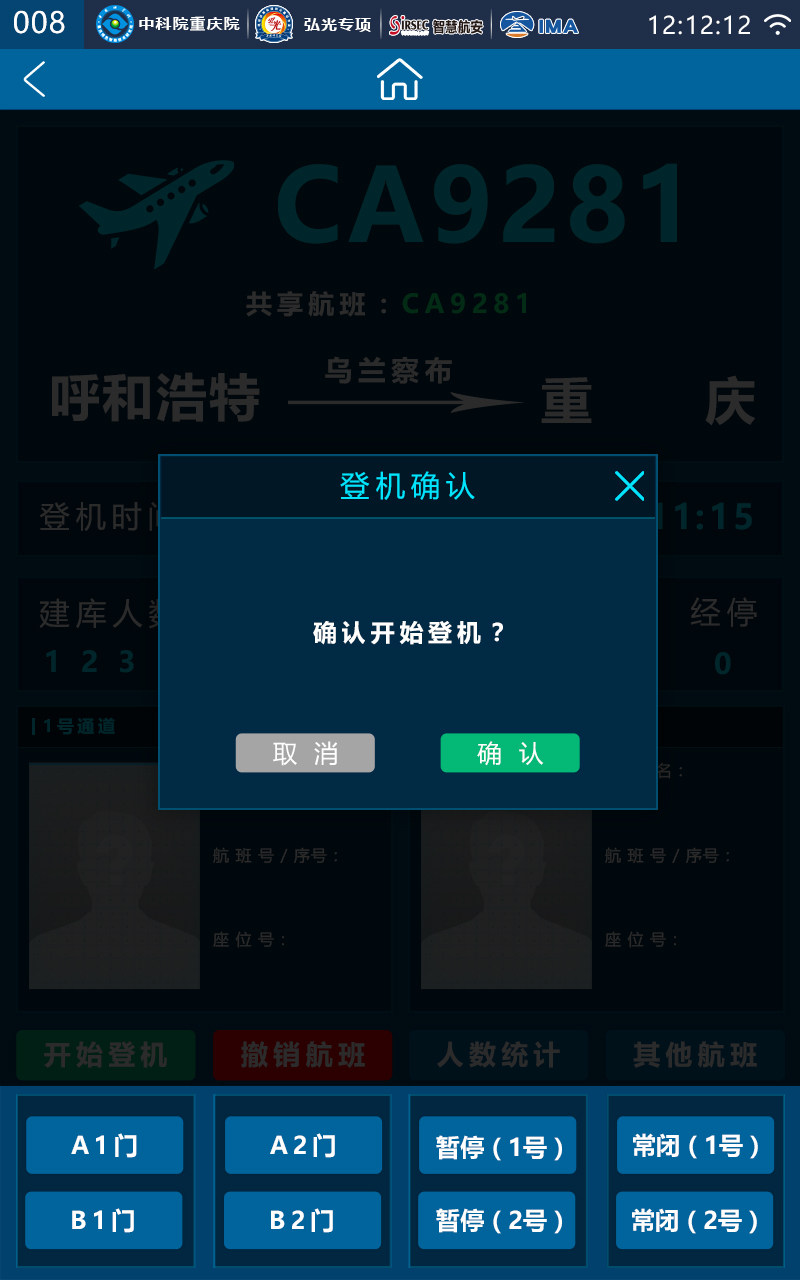 008 中科院重庆院 弘光专项 SiRSEC 智慧航安 IMA 12:12:12
CA9281
共享航班：CA9281
乌兰察布
呼和浩特 重 庆
登机确认
登机时间 11:15
确认开始登机？
建库人数 经停
1 2 3 0
1号通道
取 消 确 认
名：
航班号/序号： 航班号/序号：
座位号： 座位号：
开始登机 撤销航班 人数统计 其他航班
A1门 A2门 暂停（1号） 常闭（1号）
B1门 B2门 暂停（2号） 常闭（2号）